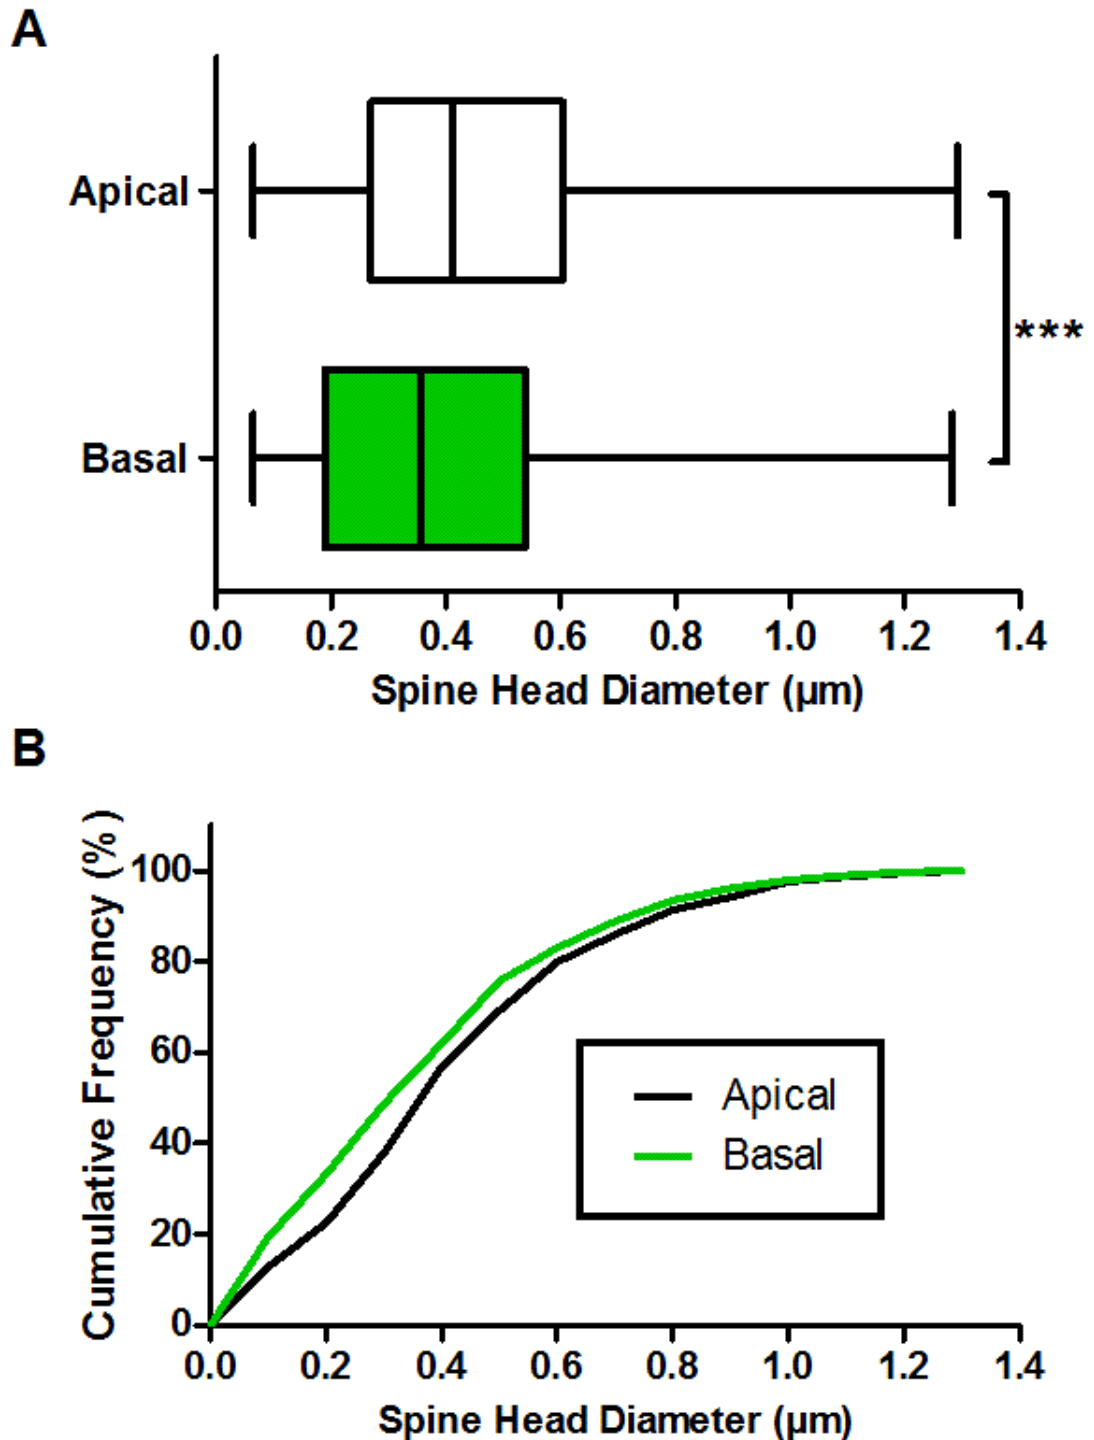 A
Apical
Basal
***
0.0 0.2 0.4 0.6 0.8 1.0 1.2 1.4
Spine Head Diameter (µm)
B
Cumulative Frequency (%)
100
80
60
40
20
0
Apical
Basal
0.0 0.2 0.4 0.6 0.8 1.0 1.2 1.4
Spine Head Diameter (µm)